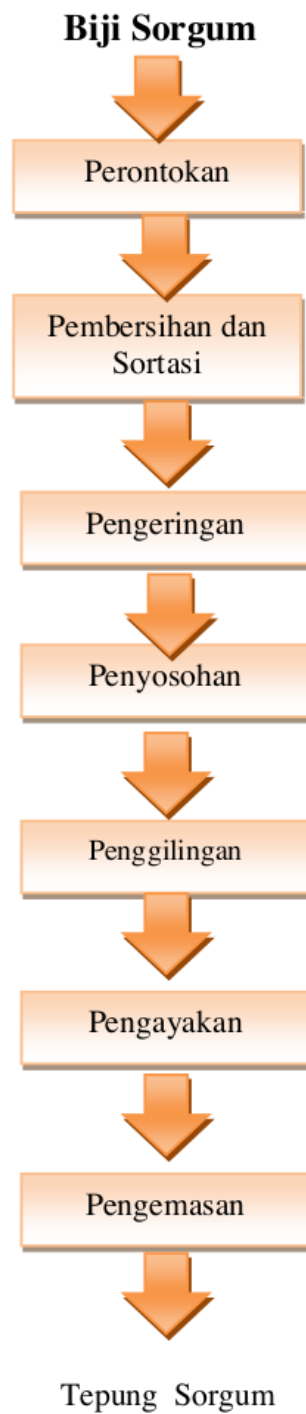 Biji Sorgum
Perontokan
Pembersihan dan
Sortasi
Pengeringan
Penyosohan
Penggilingan
Pengayakan
Pengemasan
Tepung Sorgum